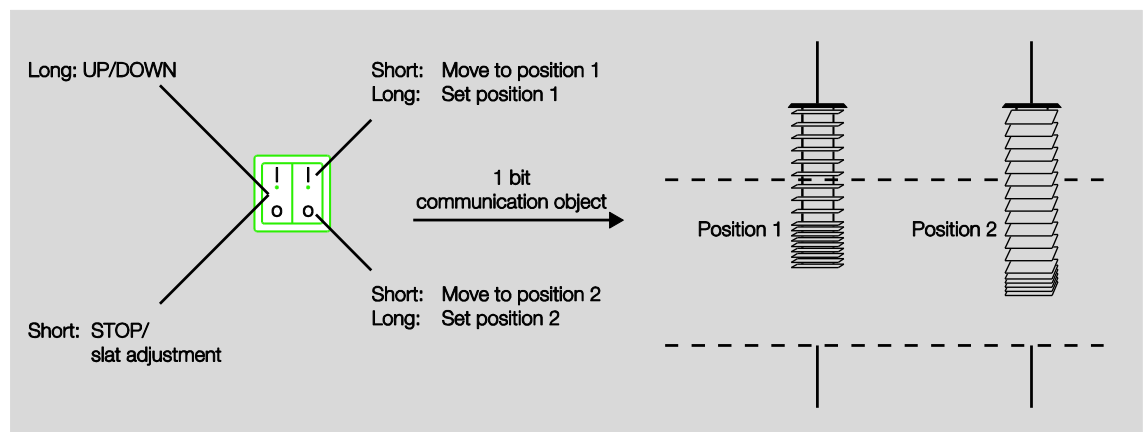 Long: UP/DOWN
Short: Move to position 1
Long: Set position 1
I I
O O
1 bit
communication object
Position 1
Position 2
Short: Move to position 2
Long: Set position 2
Short: STOP/
slat adjustment